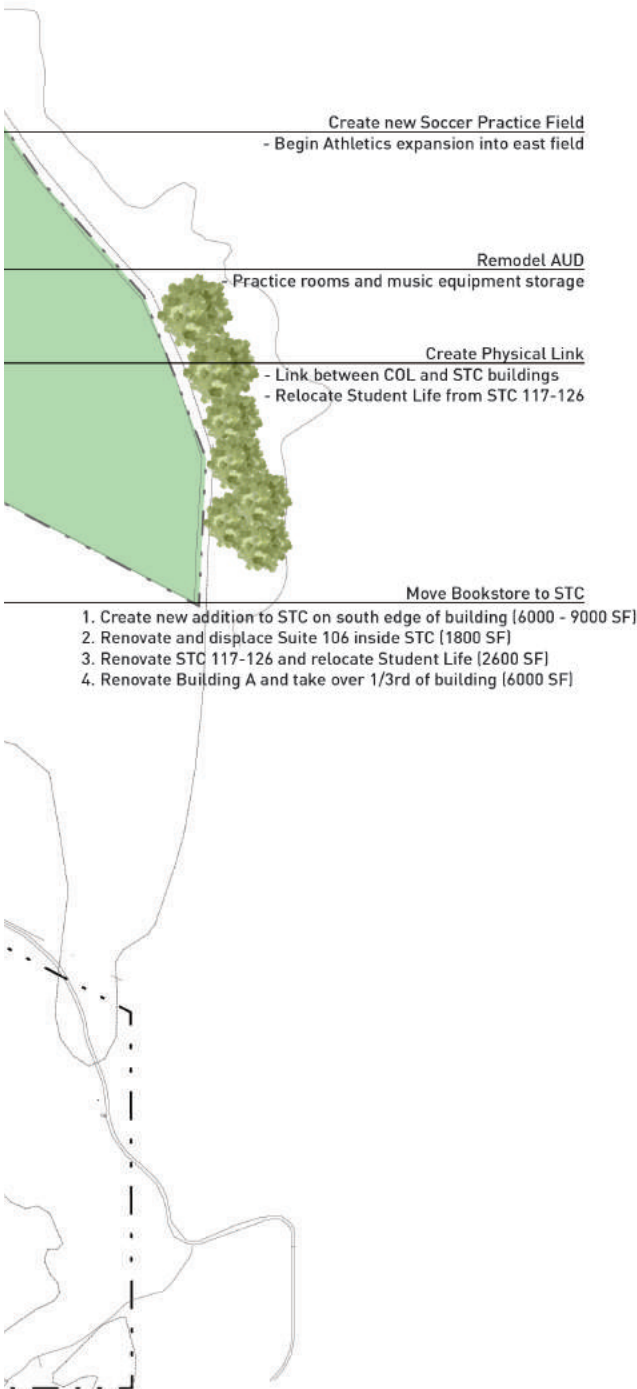 Create new Soccer Practice Field
- Begin Athletics expansion into east field
Remodel AUD
- Practice rooms and music equipment storage
Create Physical Link
- Link between COL and STC buildings
- Relocate Student Life from STC 117-126
Move Bookstore to STC
1. Create new addition to STC on south edge of building (6000 - 9000 SF)
2. Renovate and displace Suite 106 inside STC (1800 SF)
3. Renovate STC 117-126 and relocate Student Life (2600 SF)
4. Renovate Building A and take over 1/3rd of building (6000 SF)